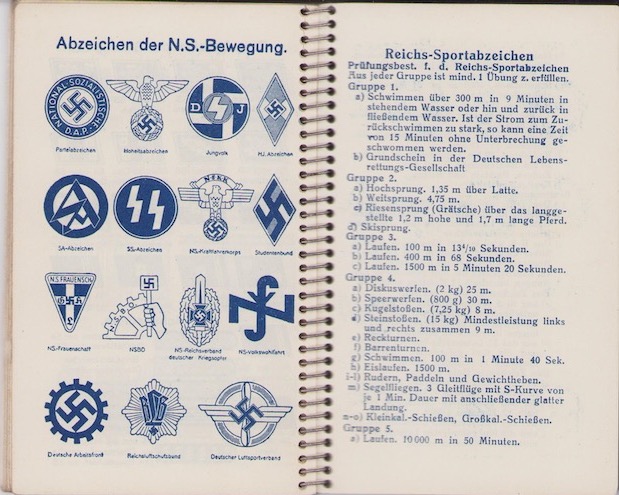 Abzeichen der N.S.-Bewegung.
NATIONAL-SOZIALISTISCHE
D.A.P.
Parteiabzeichen
Hoheitsabzeichen
D J
Jungvolk
HJ. Abzeichen
SA-Abzeichen
SS-Abzeichen
NSKK
NS-Kraftfahrkorps
Studentenbund
N.S. FRAUENSCH.
NS-Frauenschaft
NSBO
NS-Reichsverband
deutscher Kriegsopfer
NS-Volkswohlfahrt
Deutsche Arbeitsfront
Reichsluftschutzbund
Deutscher Luftsportverband
Reichs-Sportabzeichen
Prüfungsbest. f. d. Reichs-Sportabzeichen
Aus jeder Gruppe ist mind. 1 Übung z. erfüllen.
Gruppe 1.
a) Schwimmen über 300 m in 9 Minuten in
stehendem Wasser oder hin und zurück in
fließendem Wasser. Ist der Strom zum Zu-
rückschwimmen zu stark, so kann eine Zeit
von 15 Minuten ohne Unterbrechung ge-
schwommen werden.
b) Grundschein in der Deutschen Lebens-
rettungs-Gesellschaft
Gruppe 2.
a) Hochsprung. 1,35 m über Latte.
b) Weitsprung. 4,75 m.
c) Riesensprung (Grätsche) über das langge-
stellte 1,2 m hohe und 1,7 m lange Pferd.
d) Skisprung.
Gruppe 3.
a) Laufen. 100 m in 13⁴/₁₀ Sekunden.
b) Laufen. 400 m in 68 Sekunden.
c) Laufen. 1500 m in 5 Minuten 20 Sekunden.
Gruppe 4.
a) Diskuswerfen. (2 kg) 25 m.
b) Speerwerfen. (800 g) 30 m.
c) Kugelstoßen. (7,25 kg) 8 m.
d) Steinstoßen. (15 kg) Mindestleistung links
und rechts zusammen 9 m.
e) Reckturnen.
f) Barrenturnen.
g) Schwimmen. 100 m in 1 Minute 40 Sek.
h) Eislaufen. 1500 m.
i-l) Rudern, Paddeln und Gewichtheben.
m) Segelfliegen. 3 Gleitflüge mit S-Kurve von
je 1 Min. Dauer mit anschließender glatter
Landung.
n-o) Kleinkal.-Schießen, Großkal.-Schießen.
Gruppe 5.
a) Laufen. 10000 m in 50 Minuten.